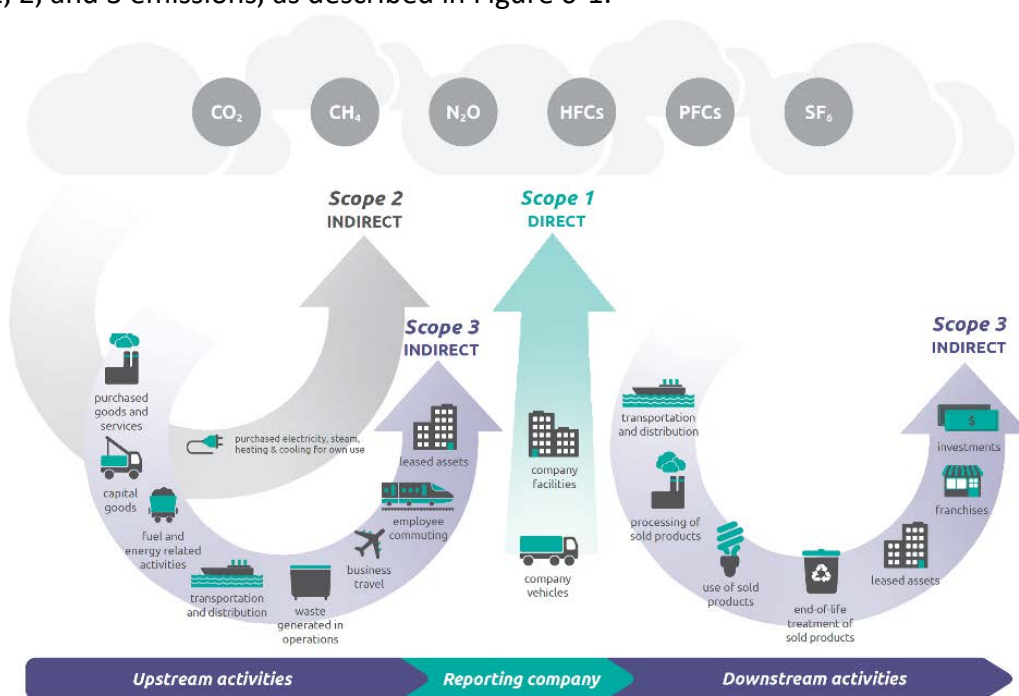 , 2, and 3 emissions, as described in Figure 6-1.
CO₂ CH₄ N₂O HFCs PFCs SF₆
Scope 2
INDIRECT
Scope 1
DIRECT
Scope 3
INDIRECT
Scope 3
INDIRECT
purchased
goods and
services
capital
goods
fuel and
energy related
activities
purchased electricity, steam,
heating & cooling for own use
transportation
and distribution
waste
generated in
operations
business
travel
employee
commuting
leased assets
company
facilities
company
vehicles
transportation
and distribution
processing of
sold products
use of sold
products
end-of-life
treatment of
sold products
leased assets
franchises
$
investments
Upstream activities
Reporting company
Downstream activities